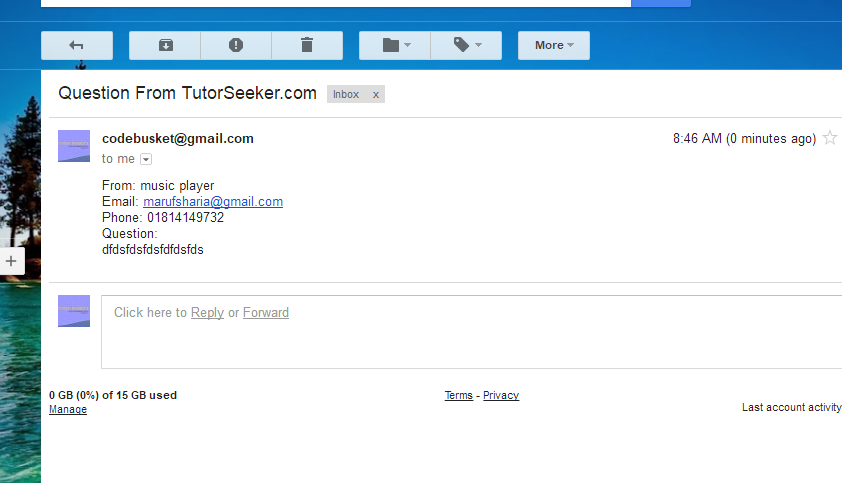 More
Question From TutorSeeker.com Inbox x
codebusket@gmail.com 8:46 AM (0 minutes ago)
to me
From: music player
Email: marufsharia@gmail.com
Phone: 01814149732
Question:
dfdsfdsfdsfdfdsfds
Click here to Reply or Forward
0 GB (0%) of 15 GB used
Manage
Terms - Privacy
Last account activity